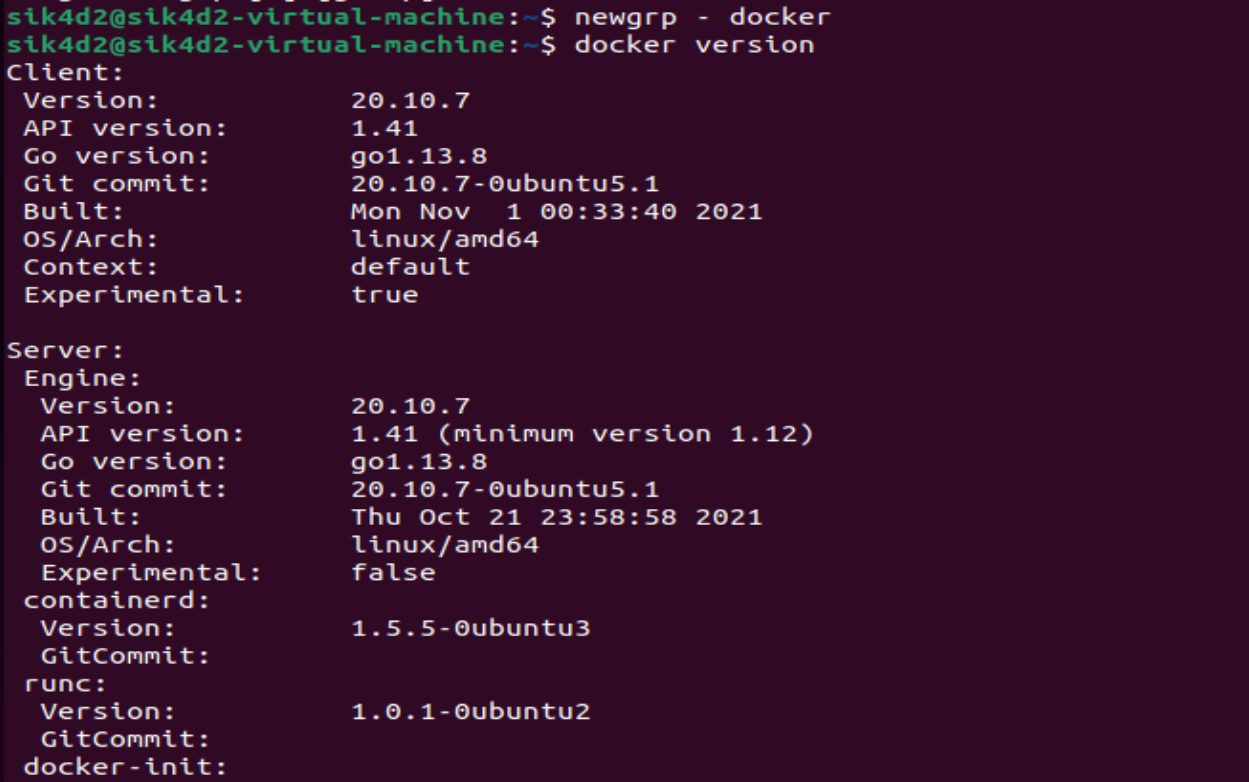 sik4d2@sik4d2-virtual-machine:~$ newgrp - docker
sik4d2@sik4d2-virtual-machine:~$ docker version
Client:
 Version:           20.10.7
 API version:       1.41
 Go version:        go1.13.8
 Git commit:        20.10.7-0ubuntu5.1
 Built:             Mon Nov  1 00:33:40 2021
 OS/Arch:           linux/amd64
 Context:           default
 Experimental:      true

Server:
 Engine:
  Version:          20.10.7
  API version:      1.41 (minimum version 1.12)
  Go version:       go1.13.8
  Git commit:       20.10.7-0ubuntu5.1
  Built:            Thu Oct 21 23:58:58 2021
  OS/Arch:          linux/amd64
  Experimental:     false
 containerd:
  Version:          1.5.5-0ubuntu3
  GitCommit:
 runc:
  Version:          1.0.1-0ubuntu2
  GitCommit:
 docker-init: